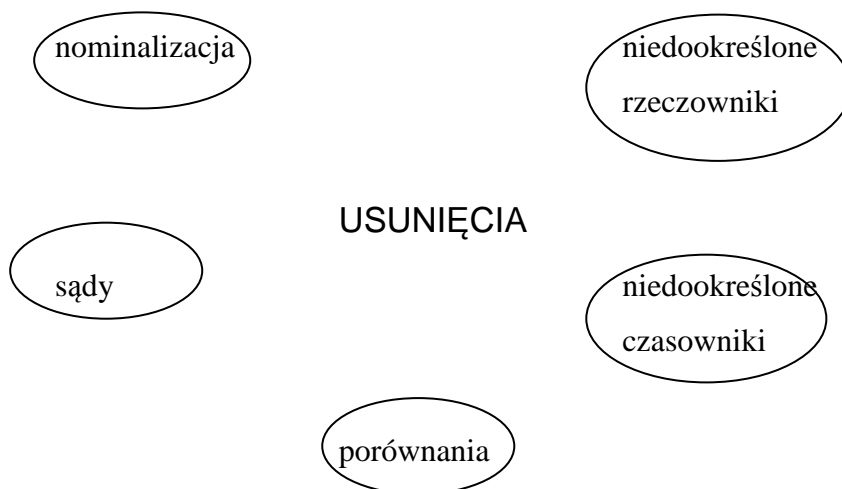 nominalizacja
niedookreślone
rzeczowniki
USUNIĘCIA
sądy
niedookreślone
czasowniki
porównania